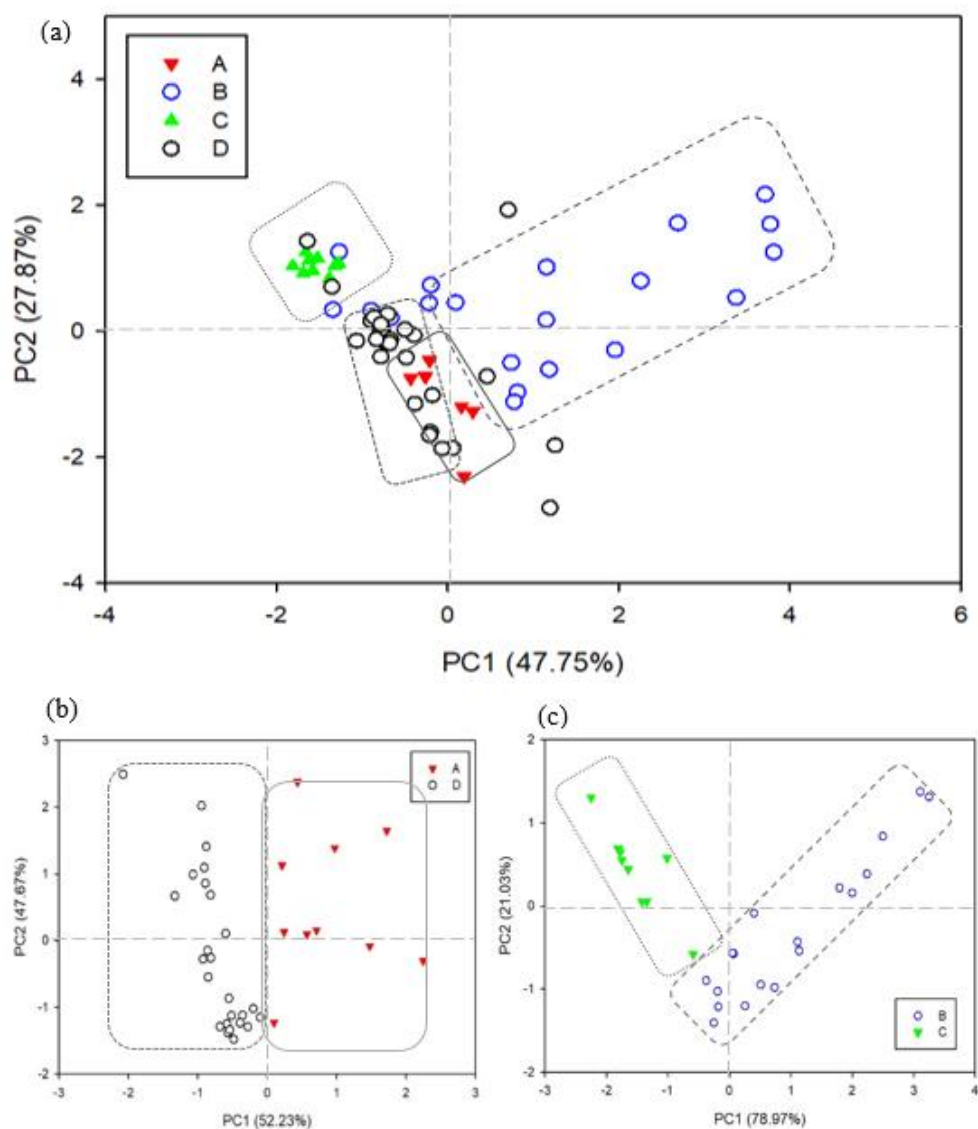 (a)
A
B
C
D
4
2
0
-2
-4
PC2 (27.87%)
-4 -2 0 2 4 6
PC1 (47.75%)
(b)
3
2
1
0
-1
-2
PC2 (47.67%)
A
D
-3 -2 -1 0 1 2 3
PC1 (52.23%)
(c)
2
1
0
-1
-2
PC2 (21.03%)
B
C
-3 -2 -1 0 1 2 3 4
PC1 (78.97%)